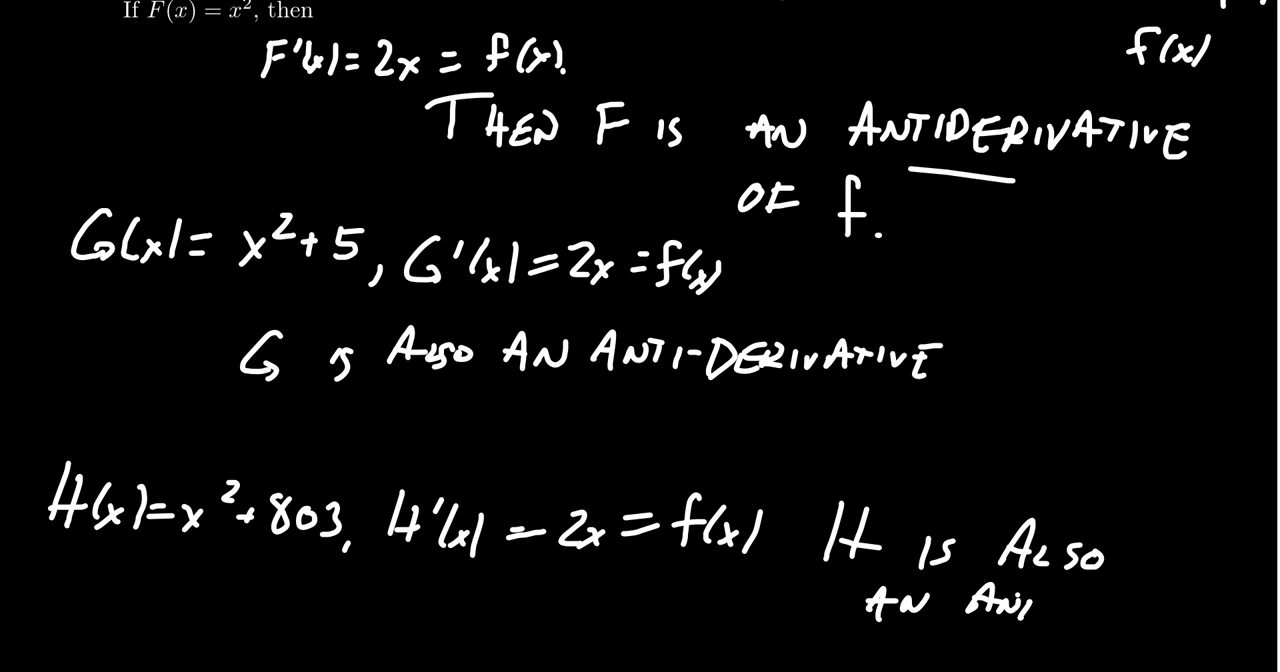 If F(x) = x², then
f(x)
F'(x) = 2x = f(x).
THEN F IS AN ANTIDERIVATIVE
OF f.
G(x) = x² + 5, G'(x) = 2x = f(x)
G IS ALSO AN ANTI-DERIVATIVE
H(x) = x² + 803, H'(x) = 2x = f(x) H IS ALSO
AN ANTI